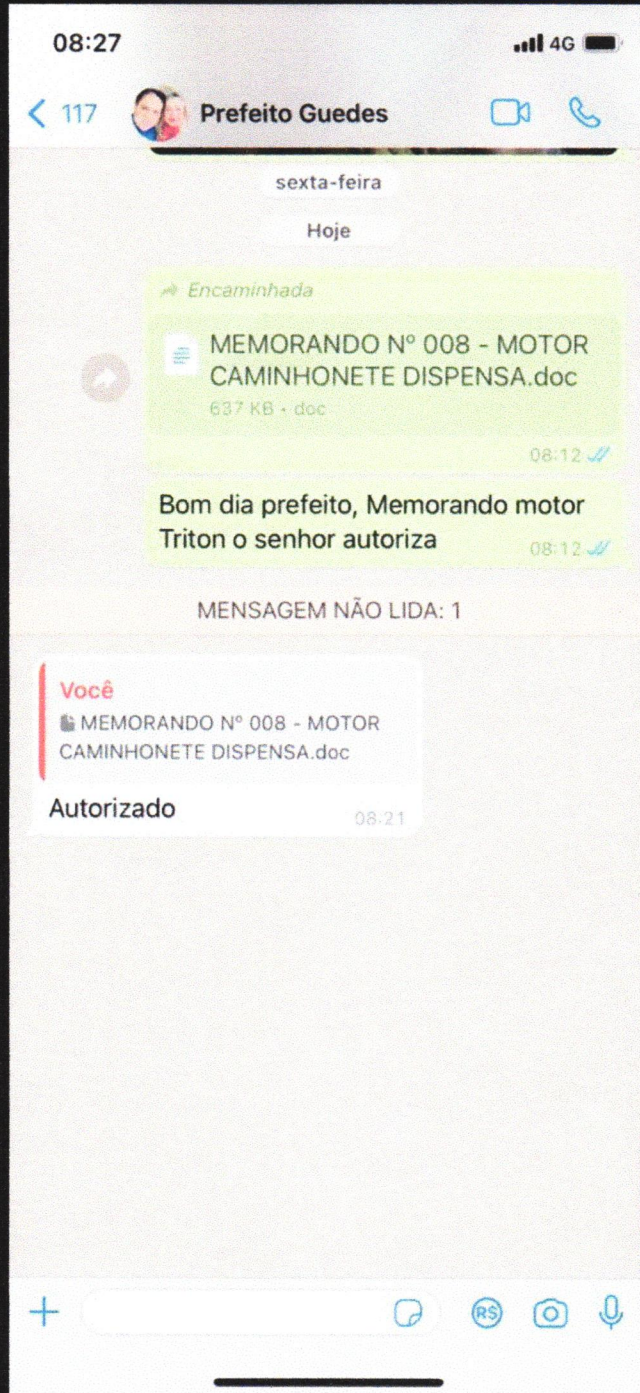 08:27
4G
117
Prefeito Guedes
sexta-feira
Hoje
Encaminhada
MEMORANDO Nº 008 - MOTOR
CAMINHONETE DISPENSA.doc
637 KB • doc
08:12
Bom dia prefeito, Memorando motor
Triton o senhor autoriza
08:12
MENSAGEM NÃO LIDA: 1
Você
MEMORANDO Nº 008 - MOTOR
CAMINHONETE DISPENSA.doc
Autorizado
08:21
R$